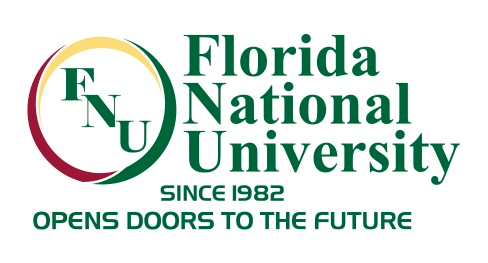 FNU
Florida
National
University
SINCE 1982
OPENS DOORS TO THE FUTURE